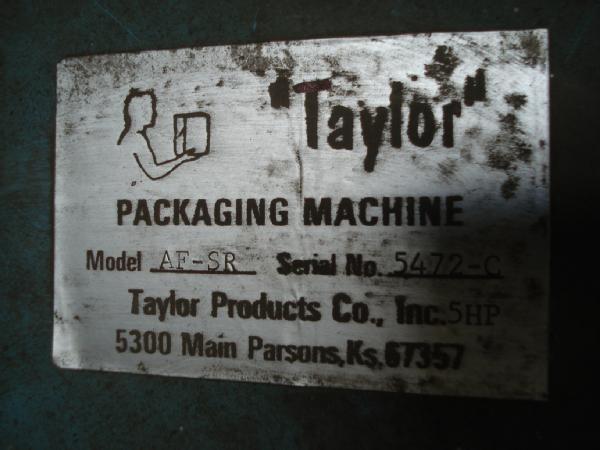 "Taylor"
PACKAGING MACHINE
Model AF-SR Serial No. 5472-C
Taylor Products Co., Inc. 5HP
5300 Main Parsons, Ks, 67357